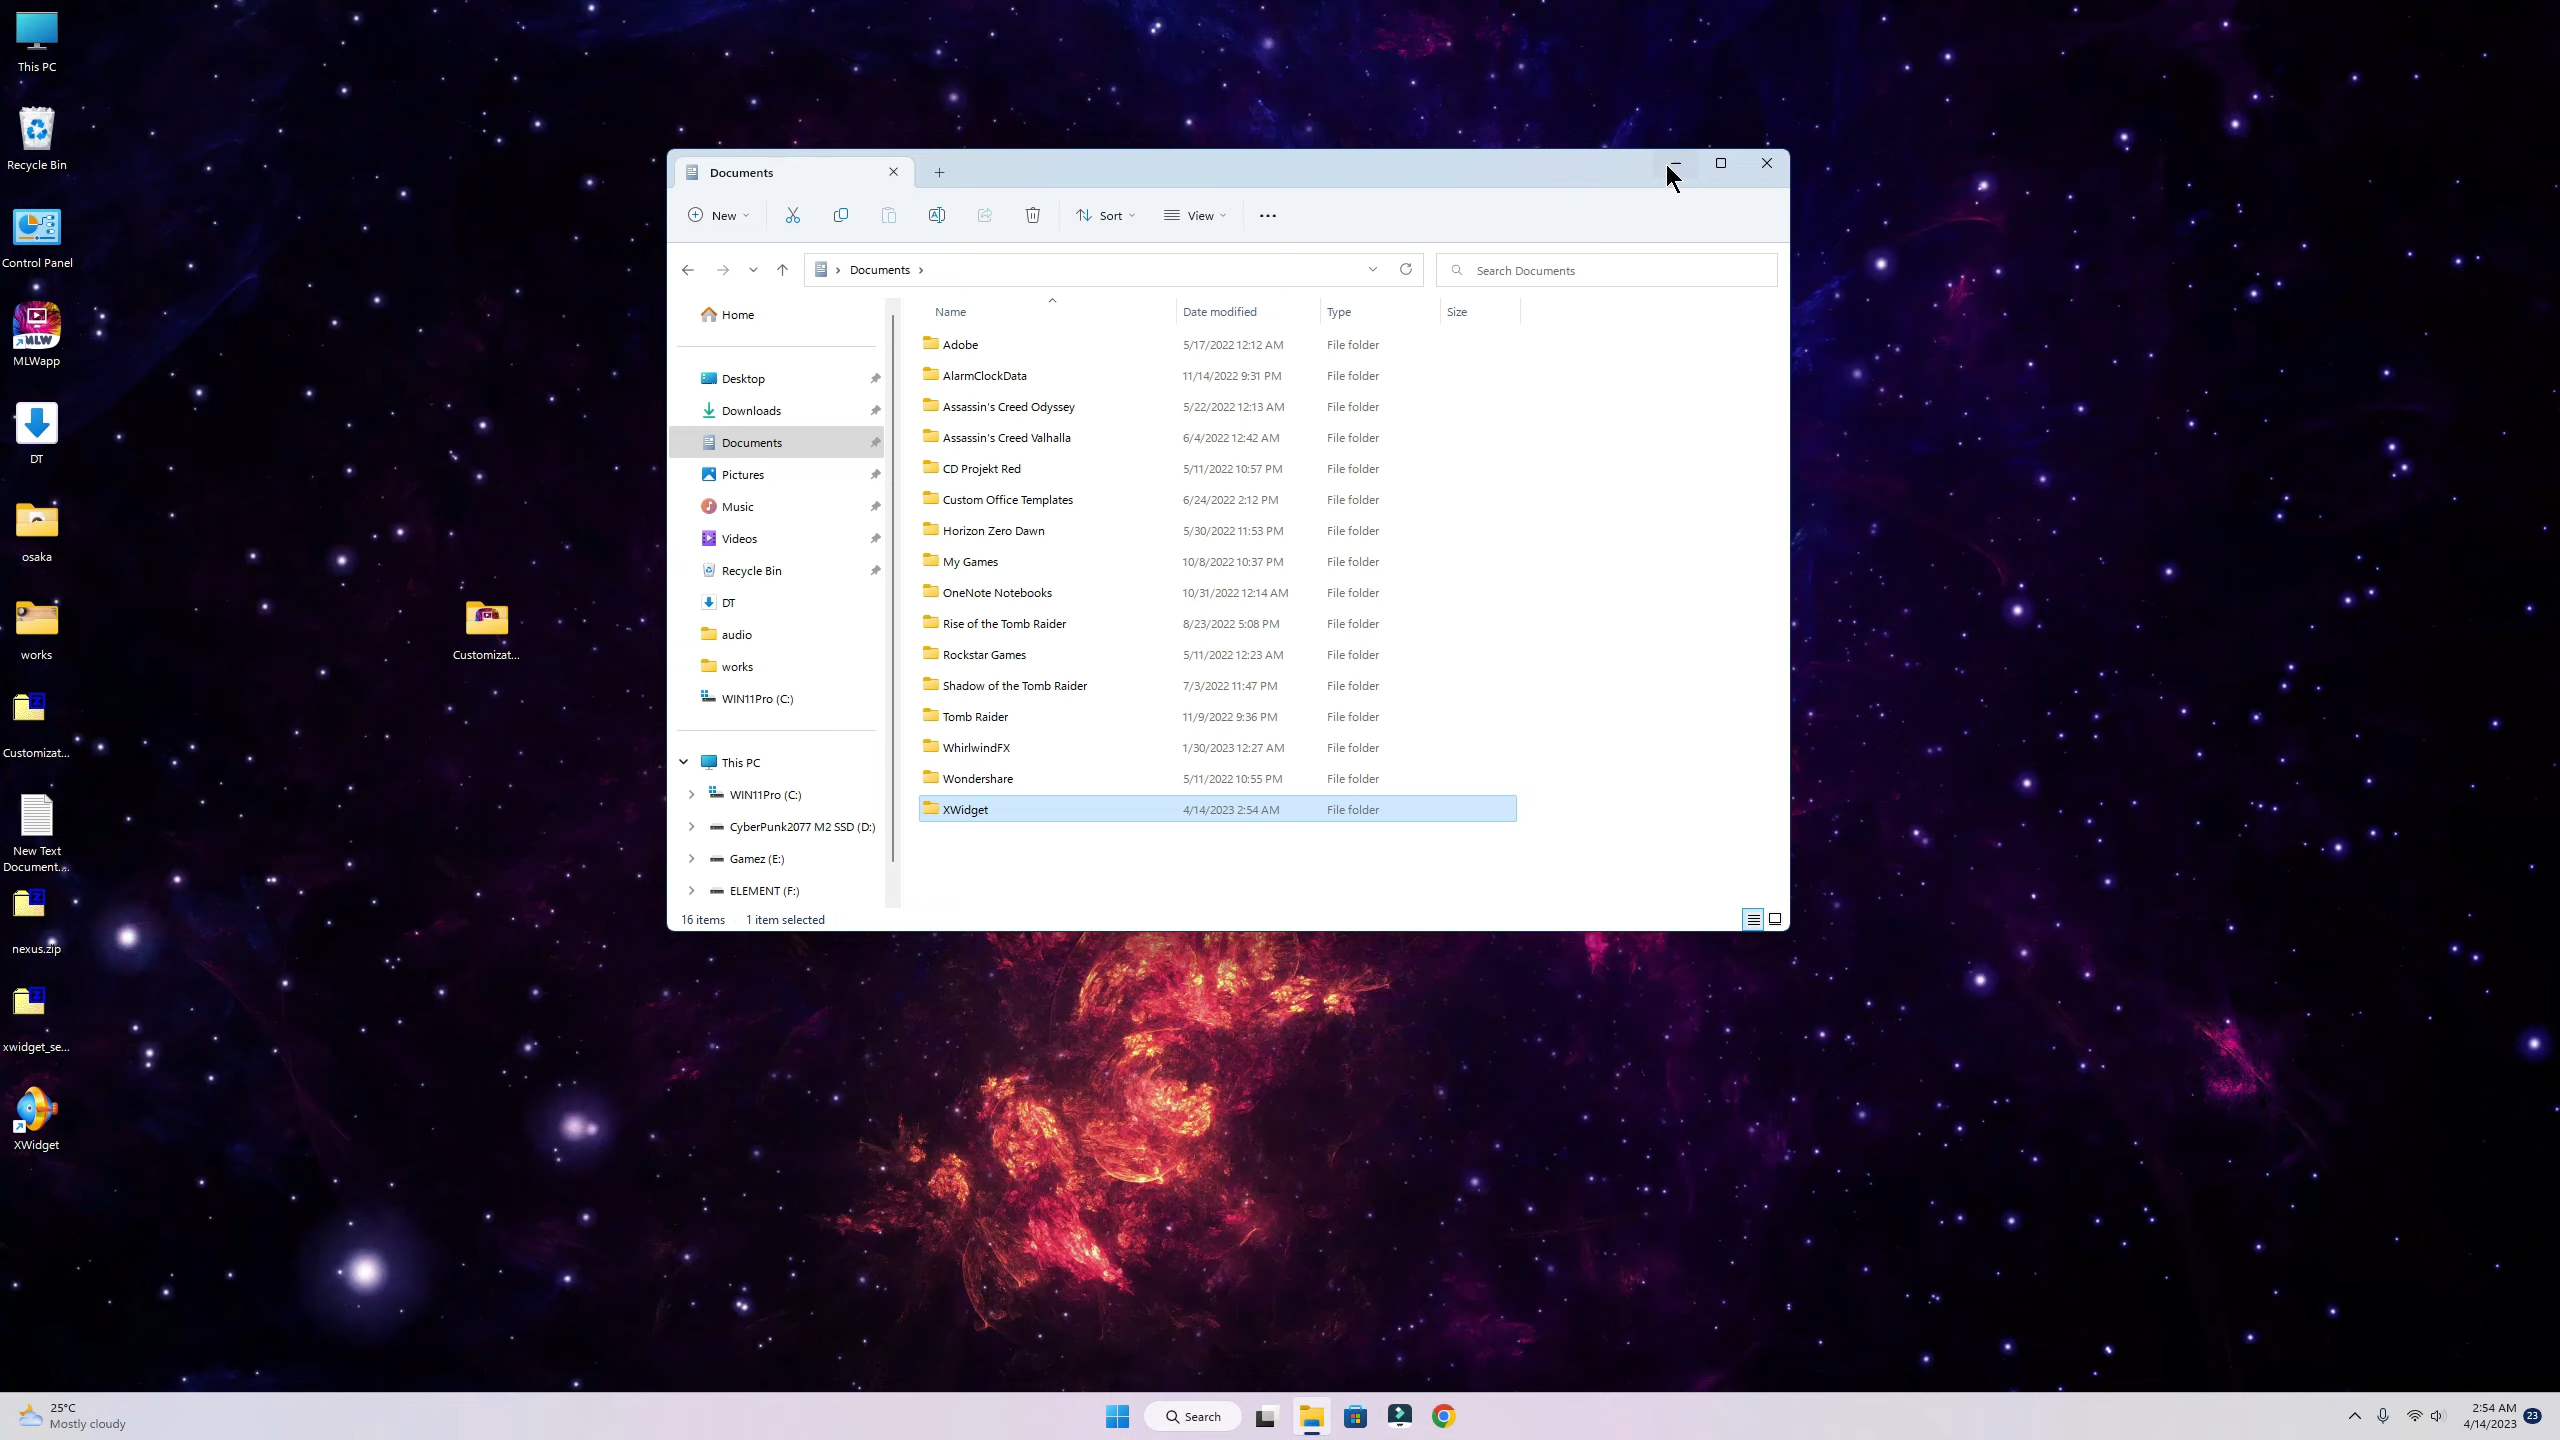 This PC
Recycle Bin
Control Panel
MLW
MLWapp
DT
osaka
works
Customizat...
New Text
Document...
nexus.zip
xwidget_se...
XWidget
Customizat...
Documents
New
Sort
View
Documents
Search Documents
Home
Desktop
Downloads
Documents
Pictures
Music
Videos
Recycle Bin
DT
audio
works
WIN11Pro (C:)
This PC
WIN11Pro (C:)
CyberPunk2077 M2 SSD (D:)
Gamez (E:)
ELEMENT (F:)
Name Date modified Type Size
Adobe 5/17/2022 12:12 AM File folder
AlarmClockData 11/14/2022 9:31 PM File folder
Assassin's Creed Odyssey 5/22/2022 12:13 AM File folder
Assassin's Creed Valhalla 6/4/2022 12:42 AM File folder
CD Projekt Red 5/11/2022 10:57 PM File folder
Custom Office Templates 6/24/2022 2:12 PM File folder
Horizon Zero Dawn 5/30/2022 11:53 PM File folder
My Games 10/8/2022 10:37 PM File folder
OneNote Notebooks 10/31/2022 12:14 AM File folder
Rise of the Tomb Raider 8/23/2022 5:08 PM File folder
Rockstar Games 5/11/2022 12:23 AM File folder
Shadow of the Tomb Raider 7/3/2022 11:47 PM File folder
Tomb Raider 11/9/2022 9:36 PM File folder
WhirlwindFX 1/30/2023 12:27 AM File folder
Wondershare 5/11/2022 10:55 PM File folder
XWidget 4/14/2023 2:54 AM File folder
16 items 1 item selected
25°C
Mostly cloudy
Search
2:54 AM
4/14/2023
23